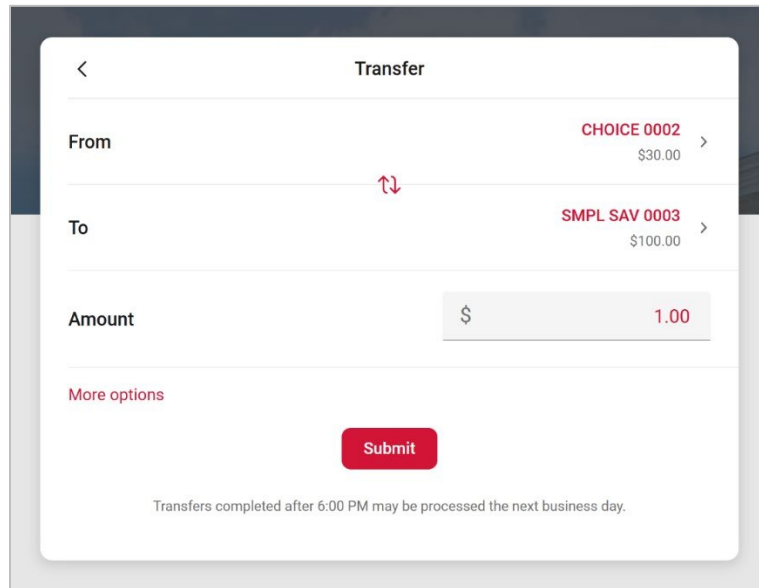 Transfer
From
CHOICE 0002
$30.00
To
SMPL SAV 0003
$100.00
Amount
$ 1.00
More options
Submit
Transfers completed after 6:00 PM may be processed the next business day.